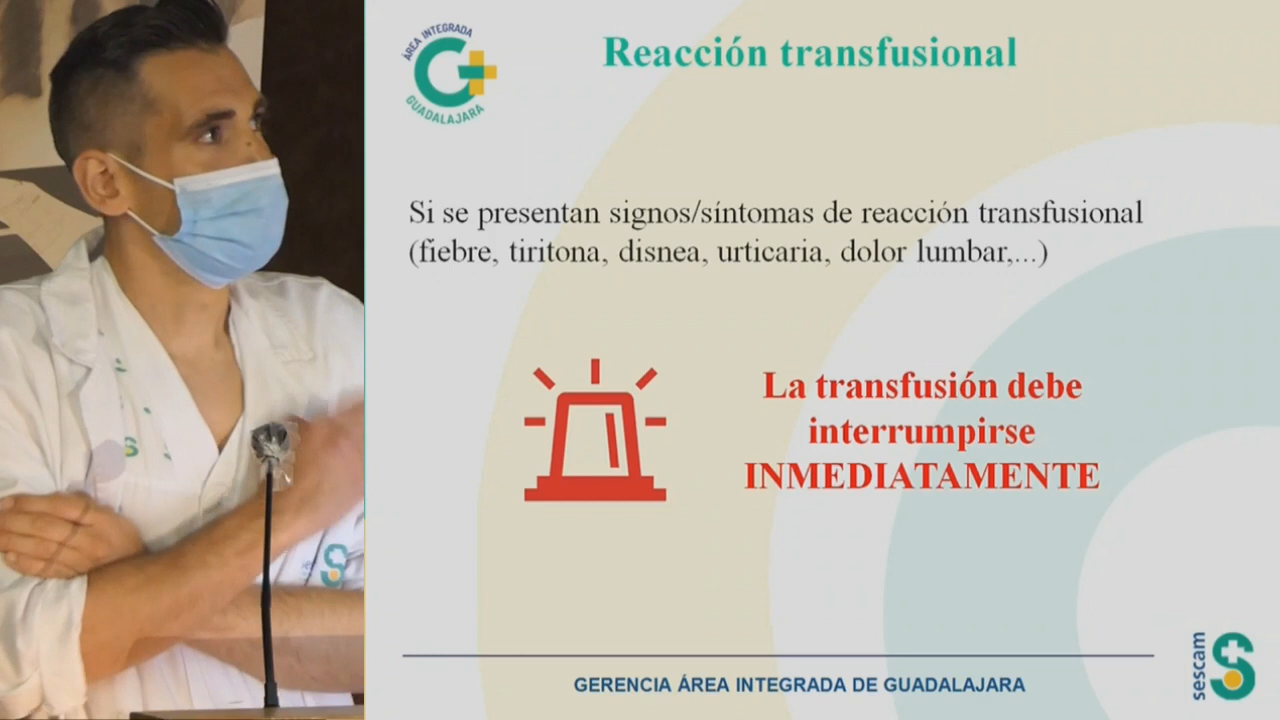 ÁREA INTEGRADA
GUADALAJARA
Reacción transfusional
Si se presentan signos/síntomas de reacción transfusional
(fiebre, tiritona, disnea, urticaria, dolor lumbar,...)
La transfusión debe
interrumpirse
INMEDIATAMENTE
GERENCIA ÁREA INTEGRADA DE GUADALAJARA
sescam